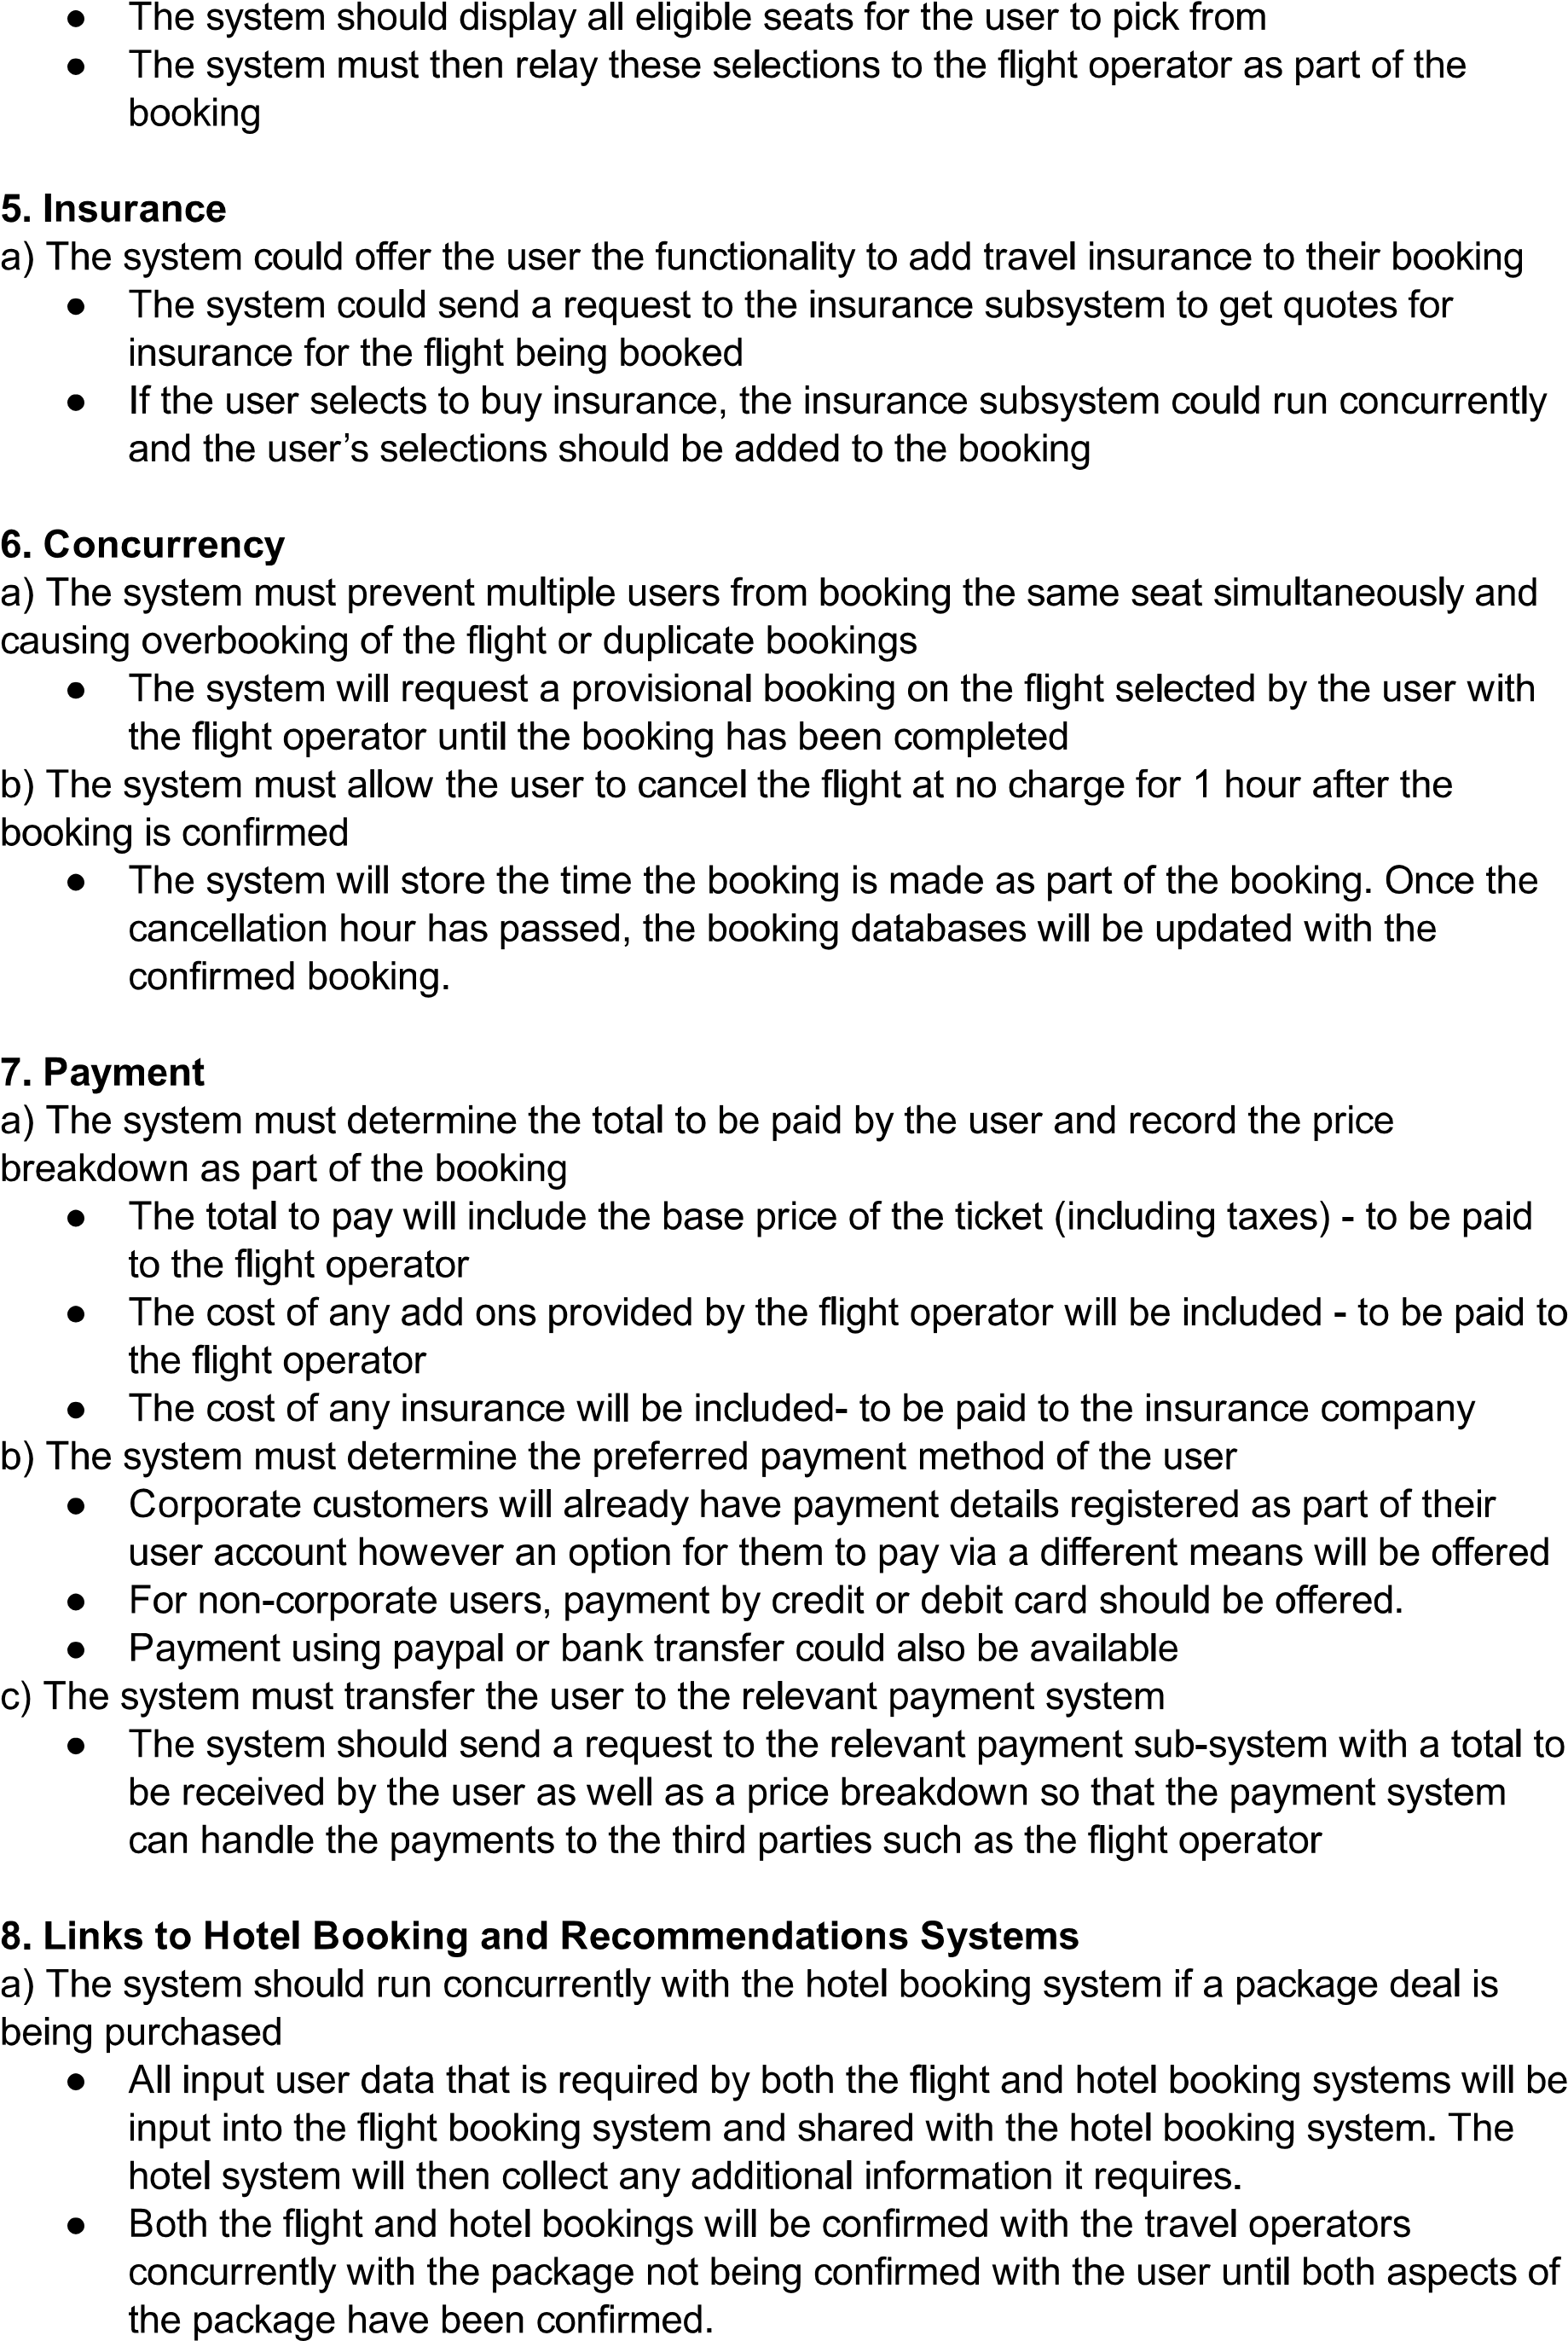 ● The system should display all eligible seats for the user to pick from
● The system must then relay these selections to the flight operator as part of the
booking
5. Insurance
a) The system could offer the user the functionality to add travel insurance to their booking
● The system could send a request to the insurance subsystem to get quotes for
insurance for the flight being booked
● If the user selects to buy insurance, the insurance subsystem could run concurrently
and the user’s selections should be added to the booking
6. Concurrency
a) The system must prevent multiple users from booking the same seat simultaneously and
causing overbooking of the flight or duplicate bookings
● The system will request a provisional booking on the flight selected by the user with
the flight operator until the booking has been completed
b) The system must allow the user to cancel the flight at no charge for 1 hour after the
booking is confirmed
● The system will store the time the booking is made as part of the booking. Once the
cancellation hour has passed, the booking databases will be updated with the
confirmed booking.
7. Payment
a) The system must determine the total to be paid by the user and record the price
breakdown as part of the booking
● The total to pay will include the base price of the ticket (including taxes) - to be paid
to the flight operator
● The cost of any add ons provided by the flight operator will be included - to be paid to
the flight operator
● The cost of any insurance will be included- to be paid to the insurance company
b) The system must determine the preferred payment method of the user
● Corporate customers will already have payment details registered as part of their
user account however an option for them to pay via a different means will be offered
● For non-corporate users, payment by credit or debit card should be offered.
● Payment using paypal or bank transfer could also be available
c) The system must transfer the user to the relevant payment system
● The system should send a request to the relevant payment sub-system with a total to
be received by the user as well as a price breakdown so that the payment system
can handle the payments to the third parties such as the flight operator
8. Links to Hotel Booking and Recommendations Systems
a) The system should run concurrently with the hotel booking system if a package deal is
being purchased
● All input user data that is required by both the flight and hotel booking systems will be
input into the flight booking system and shared with the hotel booking system. The
hotel system will then collect any additional information it requires.
● Both the flight and hotel bookings will be confirmed with the travel operators
concurrently with the package not being confirmed with the user until both aspects of
the package have been confirmed.